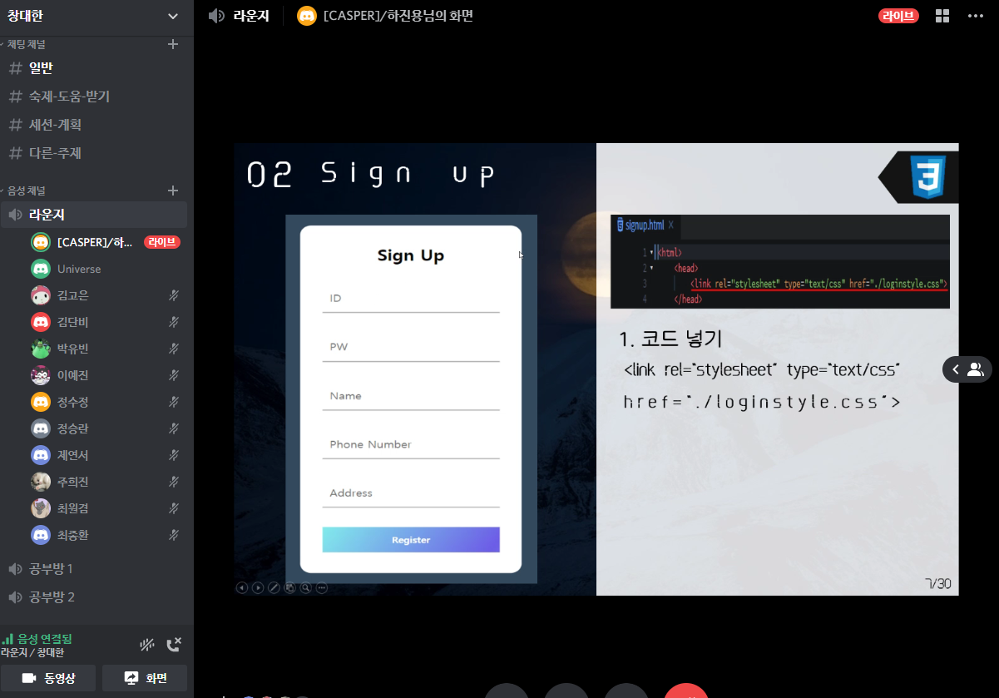 창대한
채팅 채널
일반
숙제-도움-받기
세션-계획
다른-주제
음성 채널
라운지
[CASPER]/하... 라이브
Universe
김고은
김단비
박유빈
이예진
정수정
정승란
제연서
주희진
최원겸
최종환
공부방 1
공부방 2
음성 연결됨
라운지 / 창대한
동영상 화면
라운지 [CASPER]/하진용님의 화면 라이브
02 Sign up
Sign Up
ID
PW
Name
Phone Number
Address
Register
3
signup.html X
1 <html>
2 <head>
3 <link rel="stylesheet" type="text/css" href="./loginstyle.css">
4 </head>
1. 코드 넣기
<link rel="stylesheet" type="text/css"
href="./loginstyle.css">
7/30